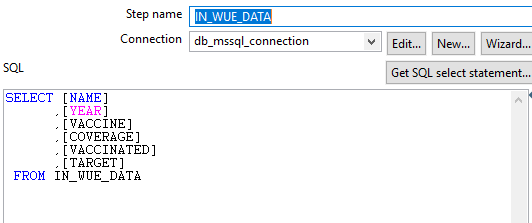 Step name IN_WUE_DATA
Connection db_mssql_connection Edit... New... Wizard...
SQL Get SQL select statement...
SELECT [NAME]
,[YEAR]
,[VACCINE]
,[COVERAGE]
,[VACCINATED]
,[TARGET]
FROM IN_WUE_DATA